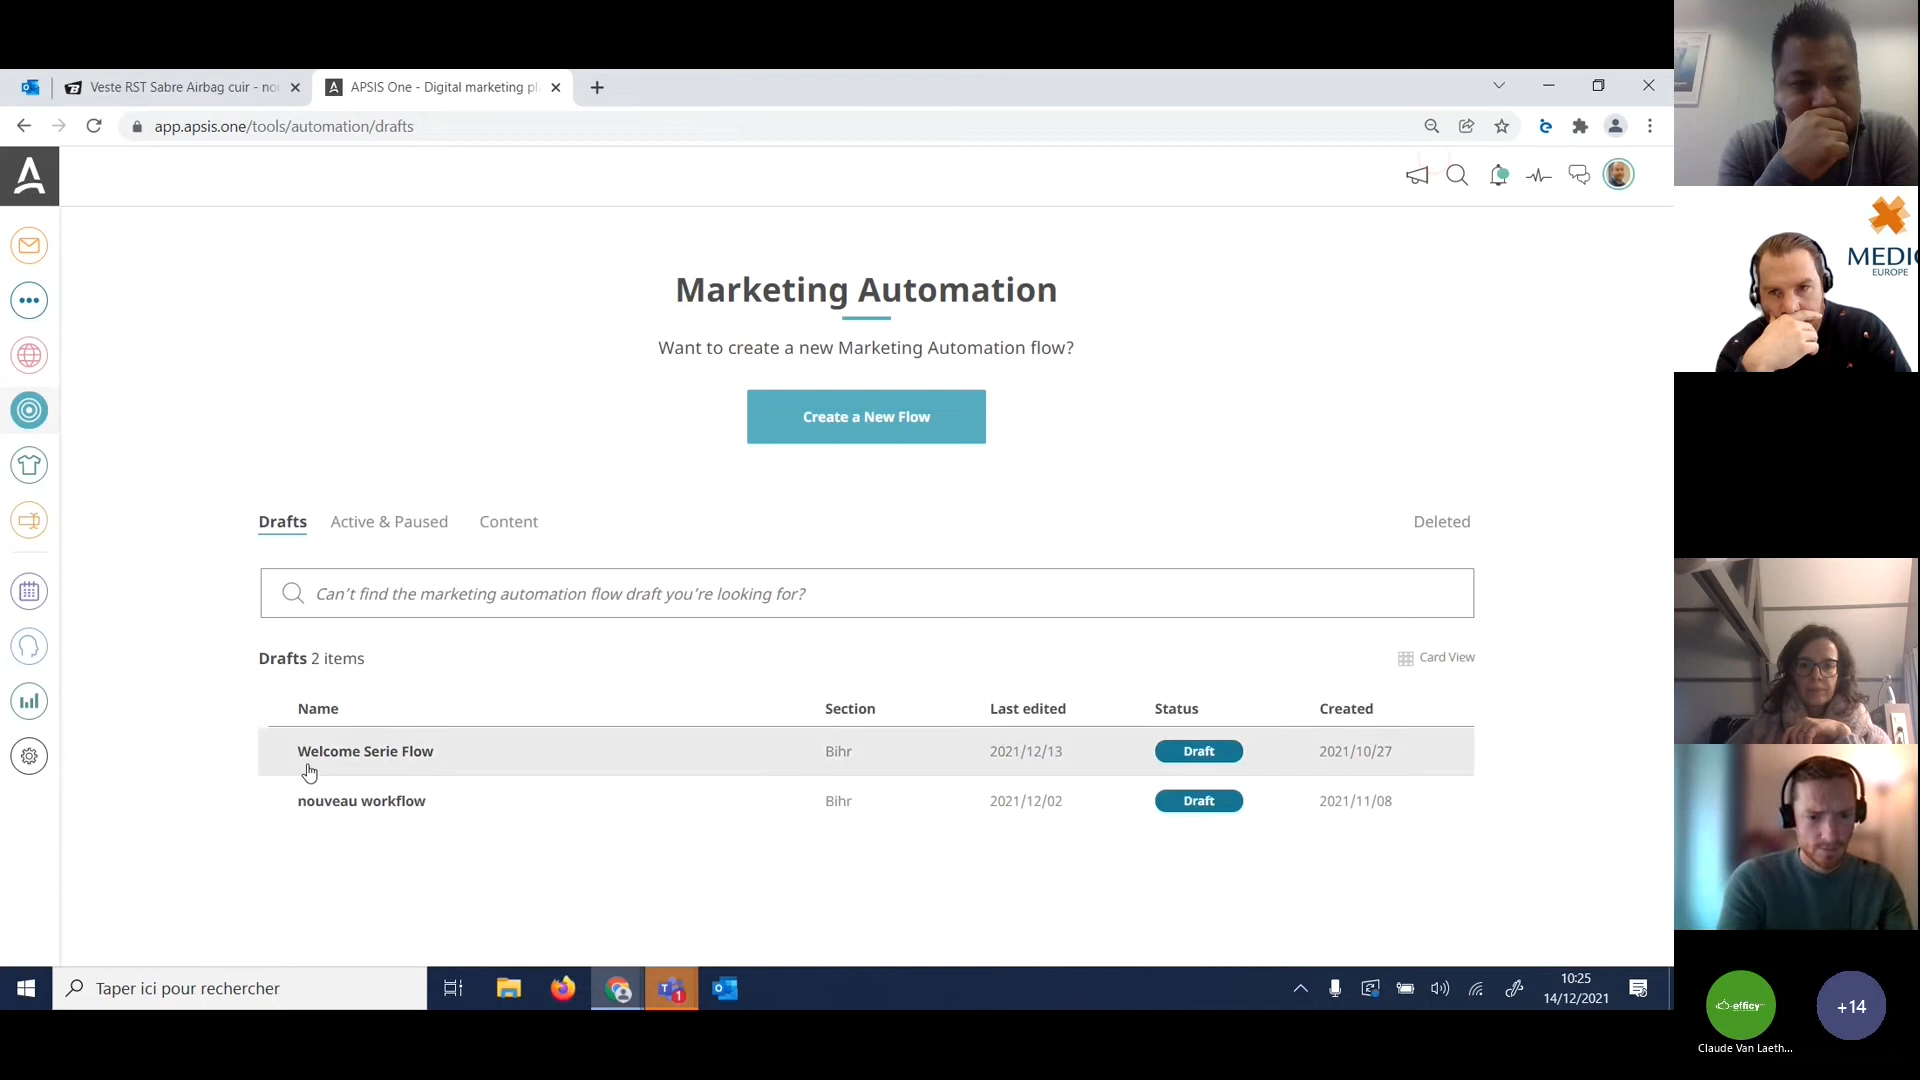 Veste RST Sabre Airbag cuir - no
APSIS One - Digital marketing pl
app.apsis.one/tools/automation/drafts
Marketing Automation
Want to create a new Marketing Automation flow?
Create a New Flow
Drafts Active & Paused Content Deleted
Can't find the marketing automation flow draft you're looking for?
Drafts 2 items Card View
Name Section Last edited Status Created
Welcome Serie Flow Bihr 2021/12/13 Draft 2021/10/27
nouveau workflow Bihr 2021/12/02 Draft 2021/11/08
Taper ici pour rechercher
1
10:25
14/12/2021
MEDI
EUROPE
efficy
+14
Claude Van Laeth...